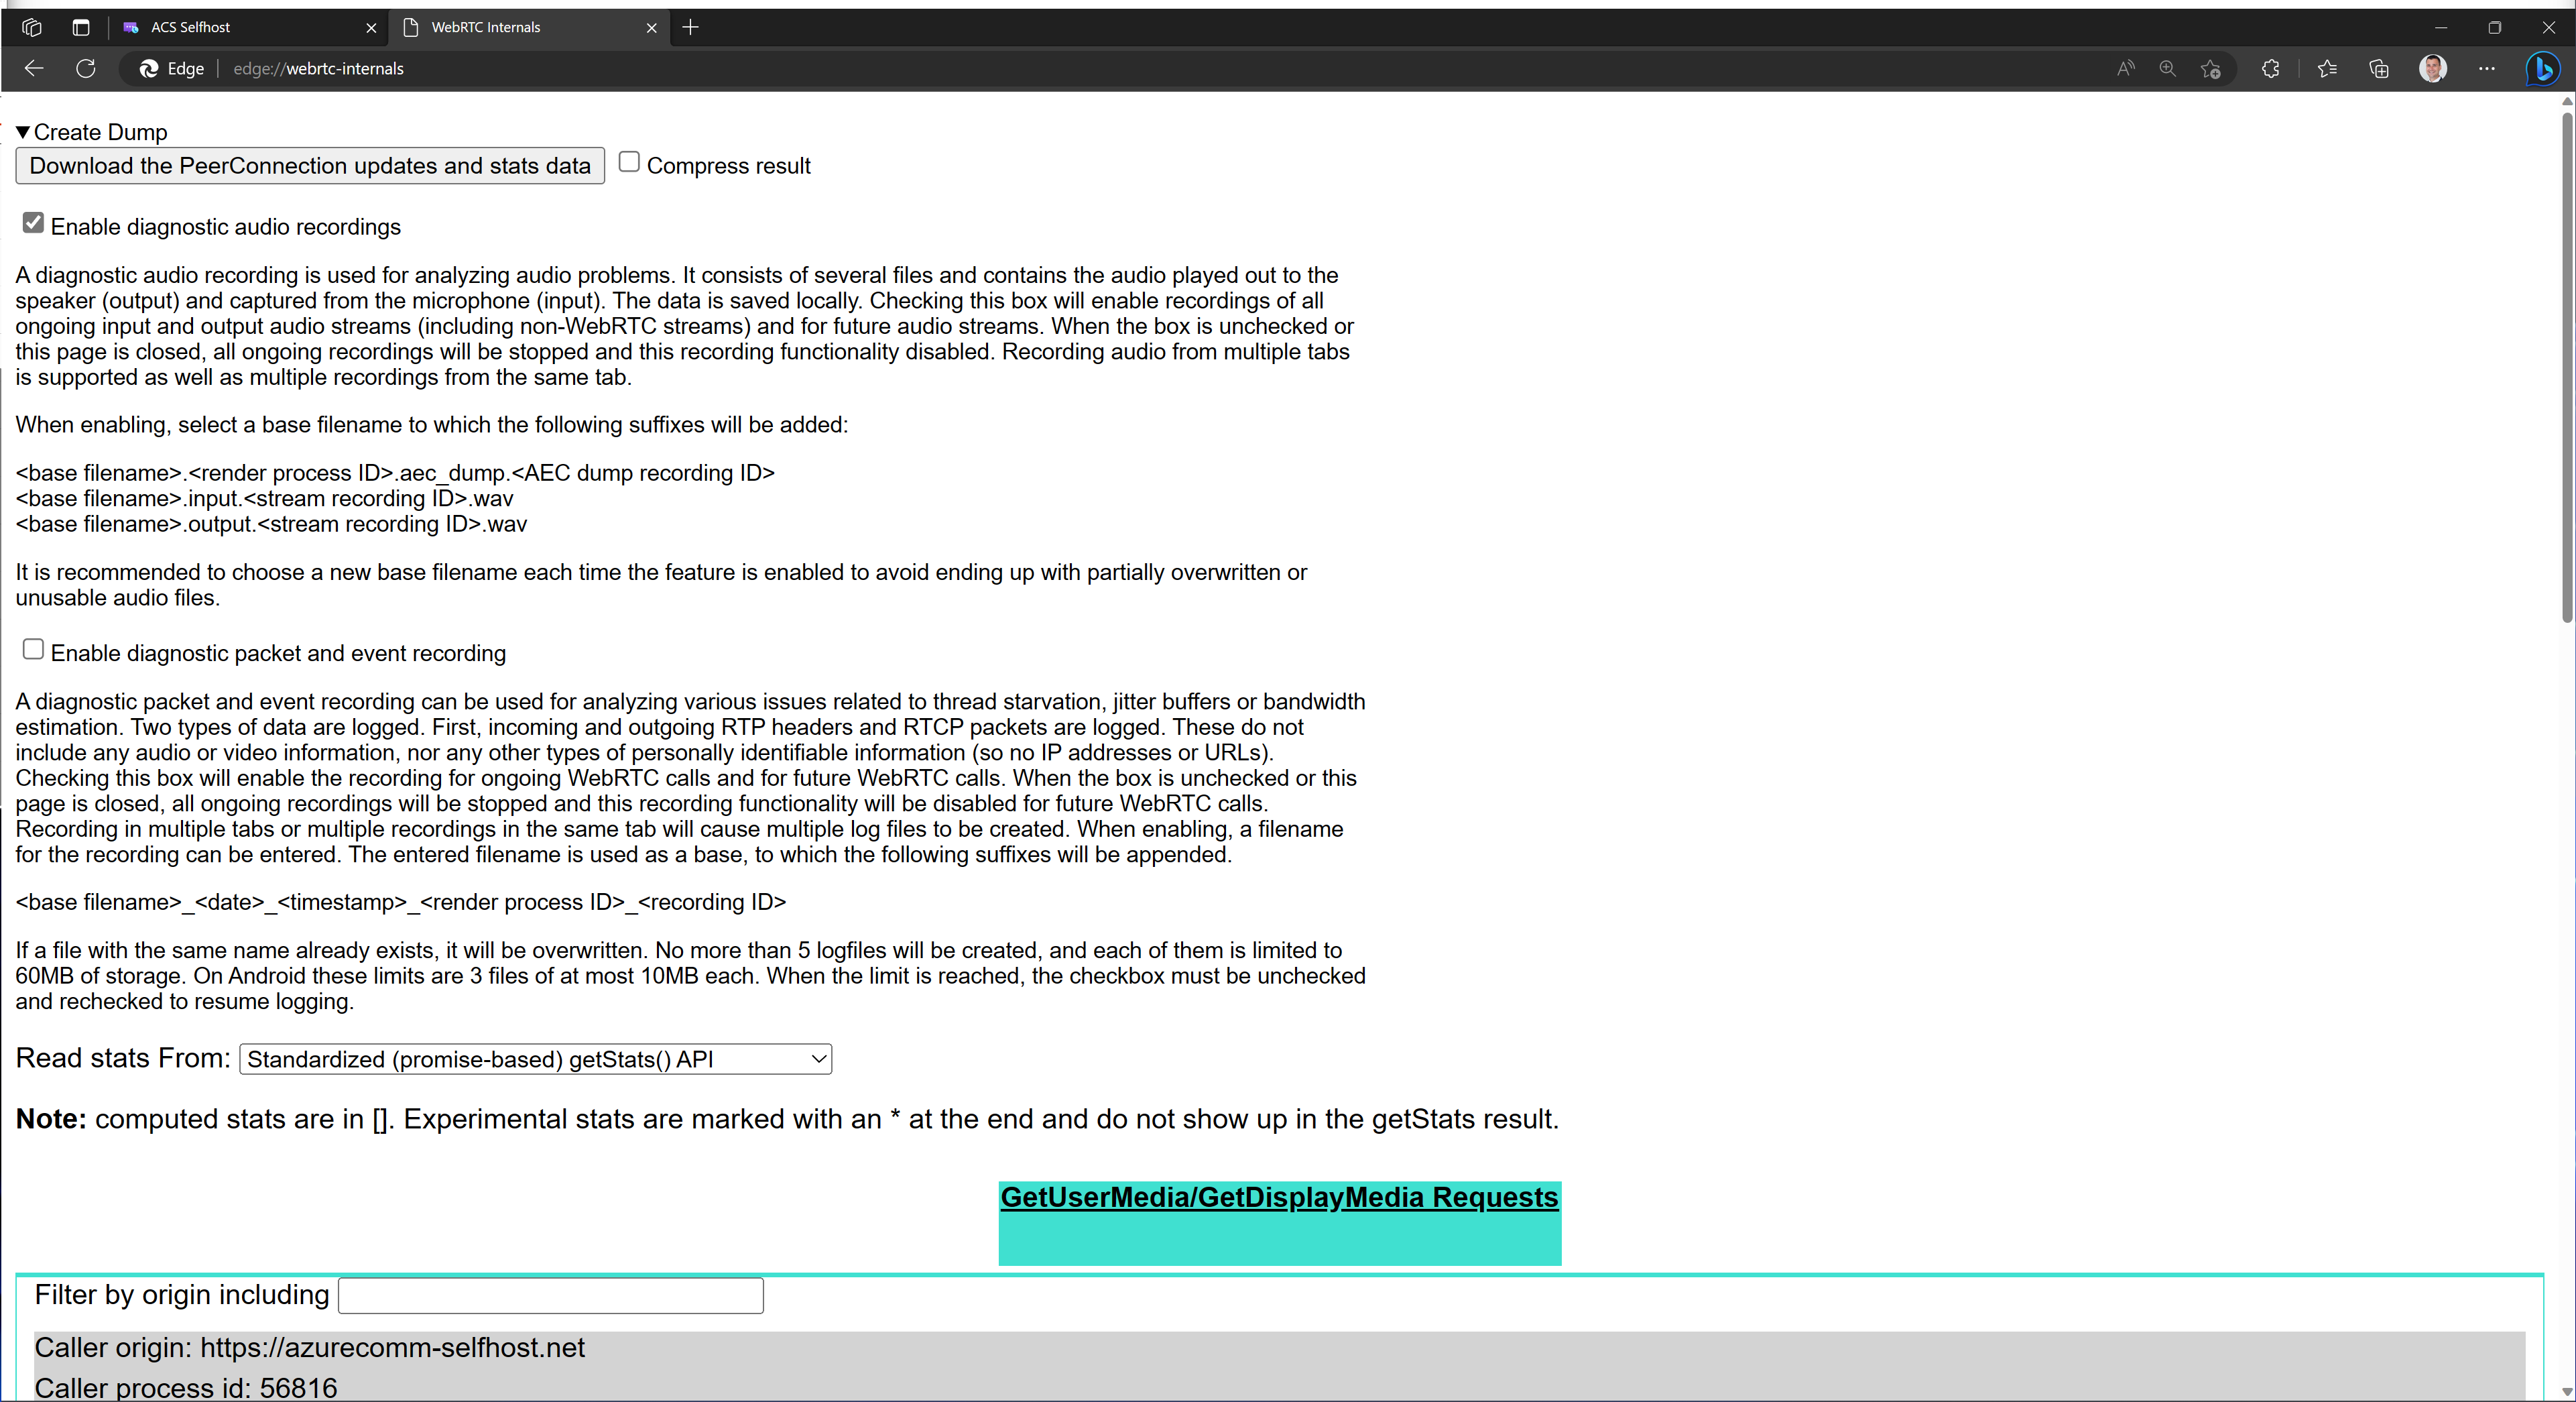 ACS Selfhost
WebRTC Internals
Edge
edge://webrtc-internals
▼Create Dump
Download the PeerConnection updates and stats data
Compress result
Enable diagnostic audio recordings
A diagnostic audio recording is used for analyzing audio problems. It consists of several files and contains the audio played out to the
speaker (output) and captured from the microphone (input). The data is saved locally. Checking this box will enable recordings of all
ongoing input and output audio streams (including non-WebRTC streams) and for future audio streams. When the box is unchecked or
this page is closed, all ongoing recordings will be stopped and this recording functionality disabled. Recording audio from multiple tabs
is supported as well as multiple recordings from the same tab.
When enabling, select a base filename to which the following suffixes will be added:
<base filename>.<render process ID>.aec_dump.<AEC dump recording ID>
<base filename>.input.<stream recording ID>.wav
<base filename>.output.<stream recording ID>.wav
It is recommended to choose a new base filename each time the feature is enabled to avoid ending up with partially overwritten or
unusable audio files.
Enable diagnostic packet and event recording
A diagnostic packet and event recording can be used for analyzing various issues related to thread starvation, jitter buffers or bandwidth
estimation. Two types of data are logged. First, incoming and outgoing RTP headers and RTCP packets are logged. These do not
include any audio or video information, nor any other types of personally identifiable information (so no IP addresses or URLs).
Checking this box will enable the recording for ongoing WebRTC calls and for future WebRTC calls. When the box is unchecked or this
page is closed, all ongoing recordings will be stopped and this recording functionality will be disabled for future WebRTC calls.
Recording in multiple tabs or multiple recordings in the same tab will cause multiple log files to be created. When enabling, a filename
for the recording can be entered. The entered filename is used as a base, to which the following suffixes will be appended.
<base filename>_<date>_<timestamp>_<render process ID>_<recording ID>
If a file with the same name already exists, it will be overwritten. No more than 5 logfiles will be created, and each of them is limited to
60MB of storage. On Android these limits are 3 files of at most 10MB each. When the limit is reached, the checkbox must be unchecked
and rechecked to resume logging.
Read stats From: Standardized (promise-based) getStats() API
Note: computed stats are in []. Experimental stats are marked with an * at the end and do not show up in the getStats result.
GetUserMedia/GetDisplayMedia Requests
Filter by origin including
Caller origin: https://azurecomm-selfhost.net
Caller process id: 56816